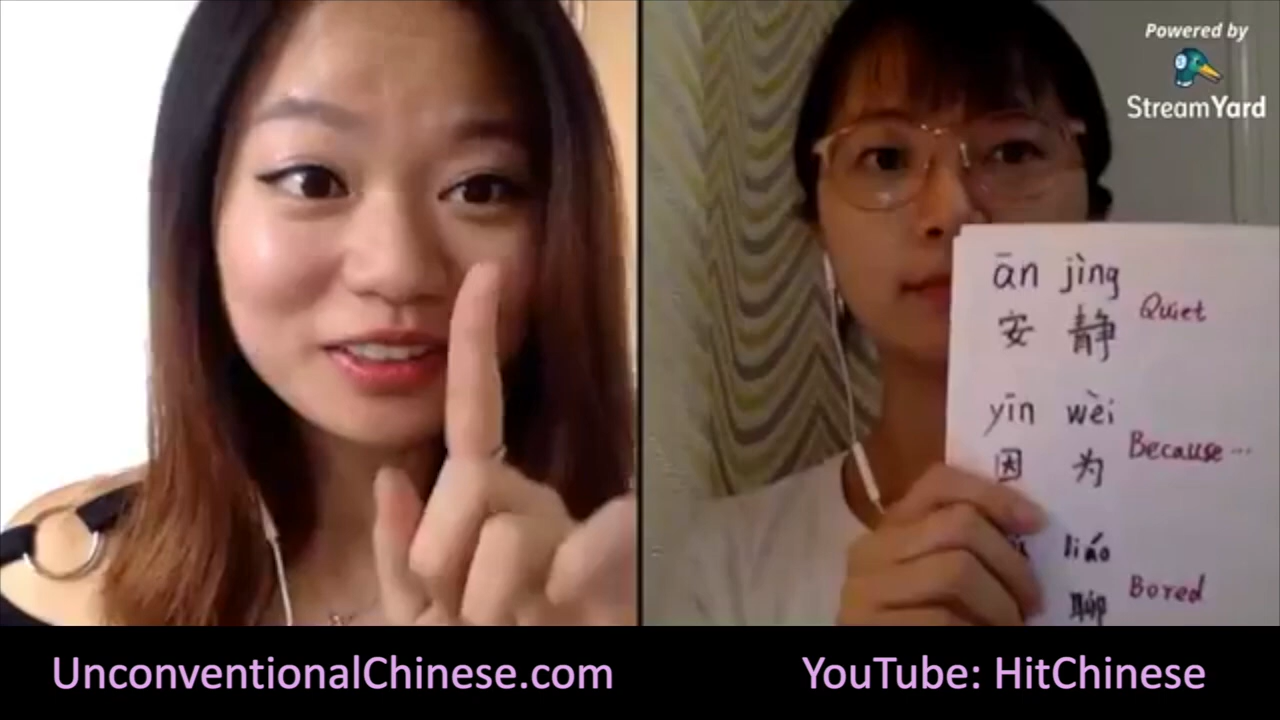 Powered by
StreamYard
ān jìng
安 静
Quiet
yīn wèi
因 为
Because...
liáo
聊
Bored
UnconventionalChinese.com
YouTube: HitChinese